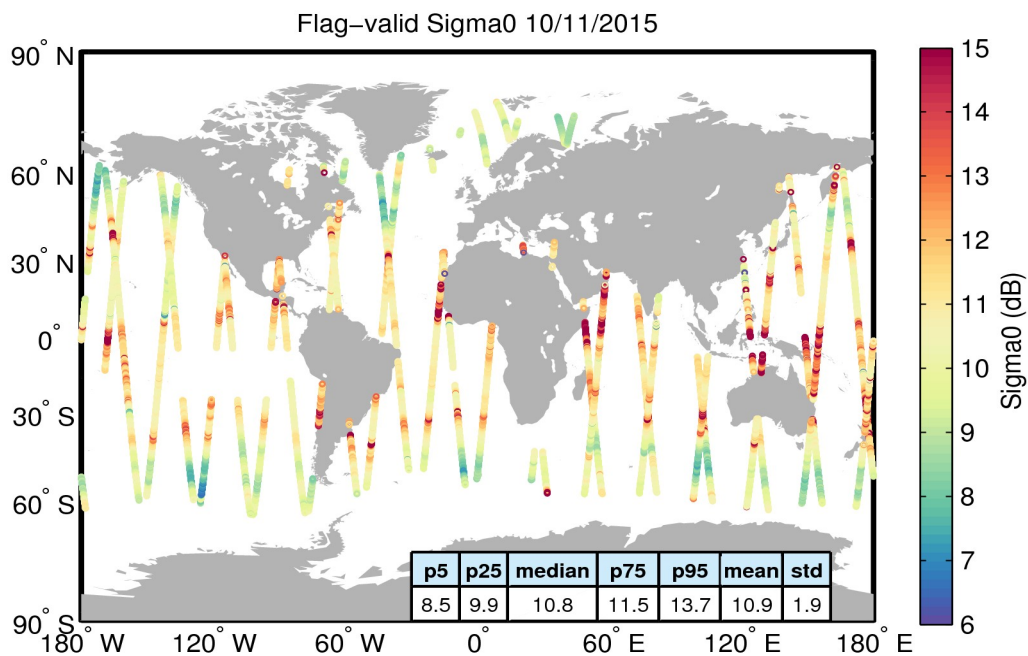 Flag−valid Sigma0 10/11/2015
90° N
60° N
30° N
0°
30° S
60° S
90° S
180° W
120° W
60° W
0°
60° E
120° E
180° E
15
14
13
12
11
10
9
8
7
6
Sigma0 (dB)
p5 p25 median p75 p95 mean std
8.5 9.9 10.8 11.5 13.7 10.9 1.9